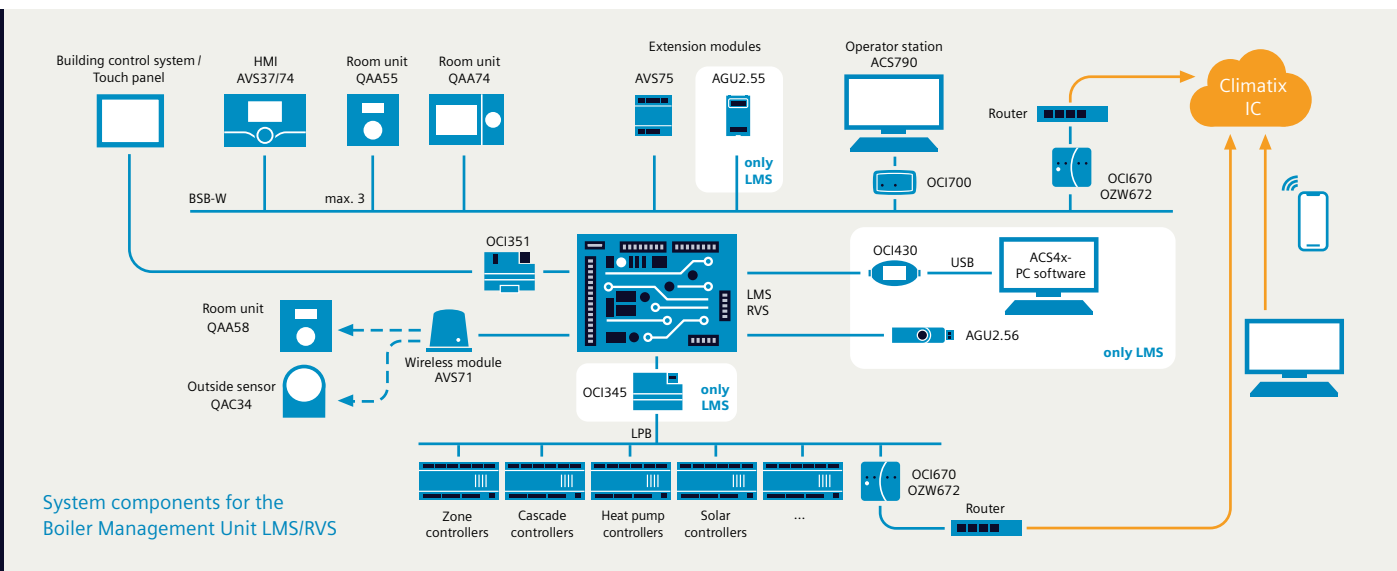 Building control system /
Touch panel
HMI
AVS37/74
Room unit
QAA55
Room unit
QAA74
Extension modules
AVS75
AGU2.55
only
LMS
Operator station
ACS790
OCI700
Router
OCI670
OZW672
Climatix
IC
BSB-W
max. 3
OCI351
LMS
RVS
OCI430
USB
ACS4x-
PC software
AGU2.56
only LMS
Room unit
QAA58
Wireless module
AVS71
Outside sensor
QAC34
OCI345
only
LMS
LPB
Zone
controllers
Cascade
controllers
Heat pump
controllers
Solar
controllers
...
OCI670
OZW672
Router
System components for the
Boiler Management Unit LMS/RVS